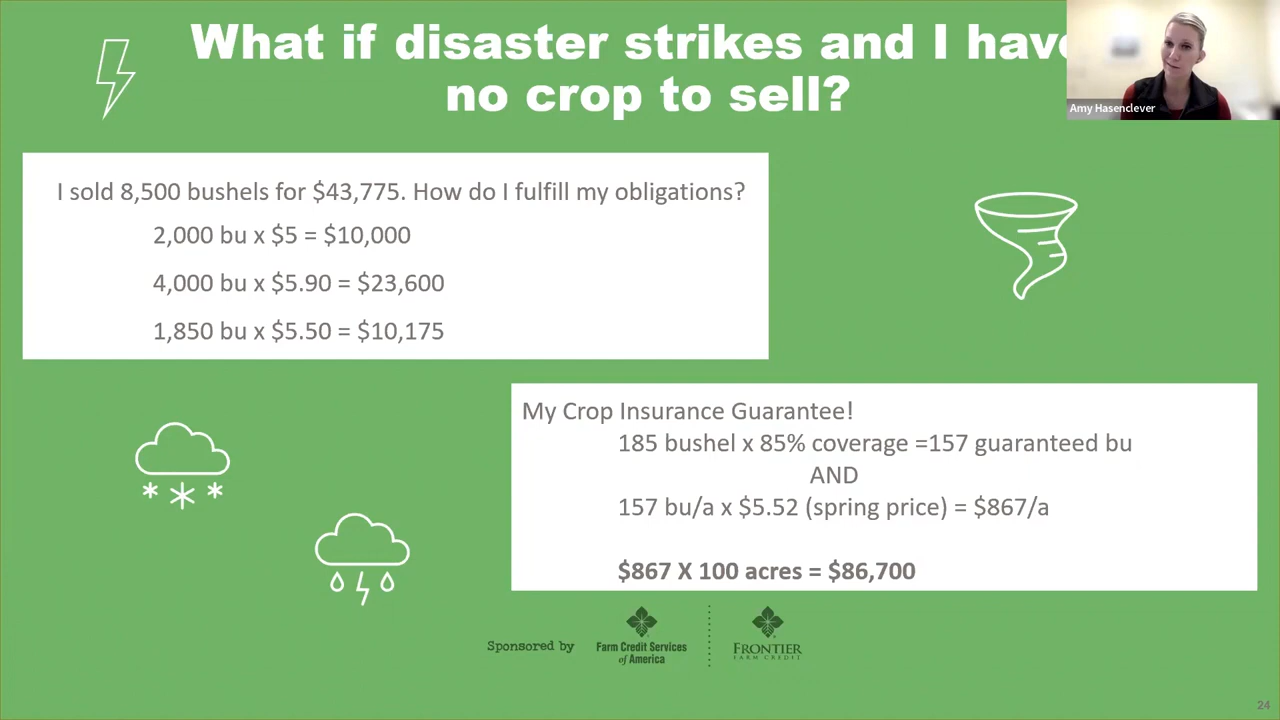 What if disaster strikes and I have
no crop to sell?
Amy Hasenclever
I sold 8,500 bushels for $43,775. How do I fulfill my obligations?
2,000 bu x $5 = $10,000
4,000 bu x $5.90 = $23,600
1,850 bu x $5.50 = $10,175
My Crop Insurance Guarantee!
185 bushel x 85% coverage =157 guaranteed bu
AND
157 bu/a x $5.52 (spring price) = $867/a
$867 X 100 acres = $86,700
Sponsored by
Farm Credit Services
of America
FRONTIER
FARM CREDIT
24